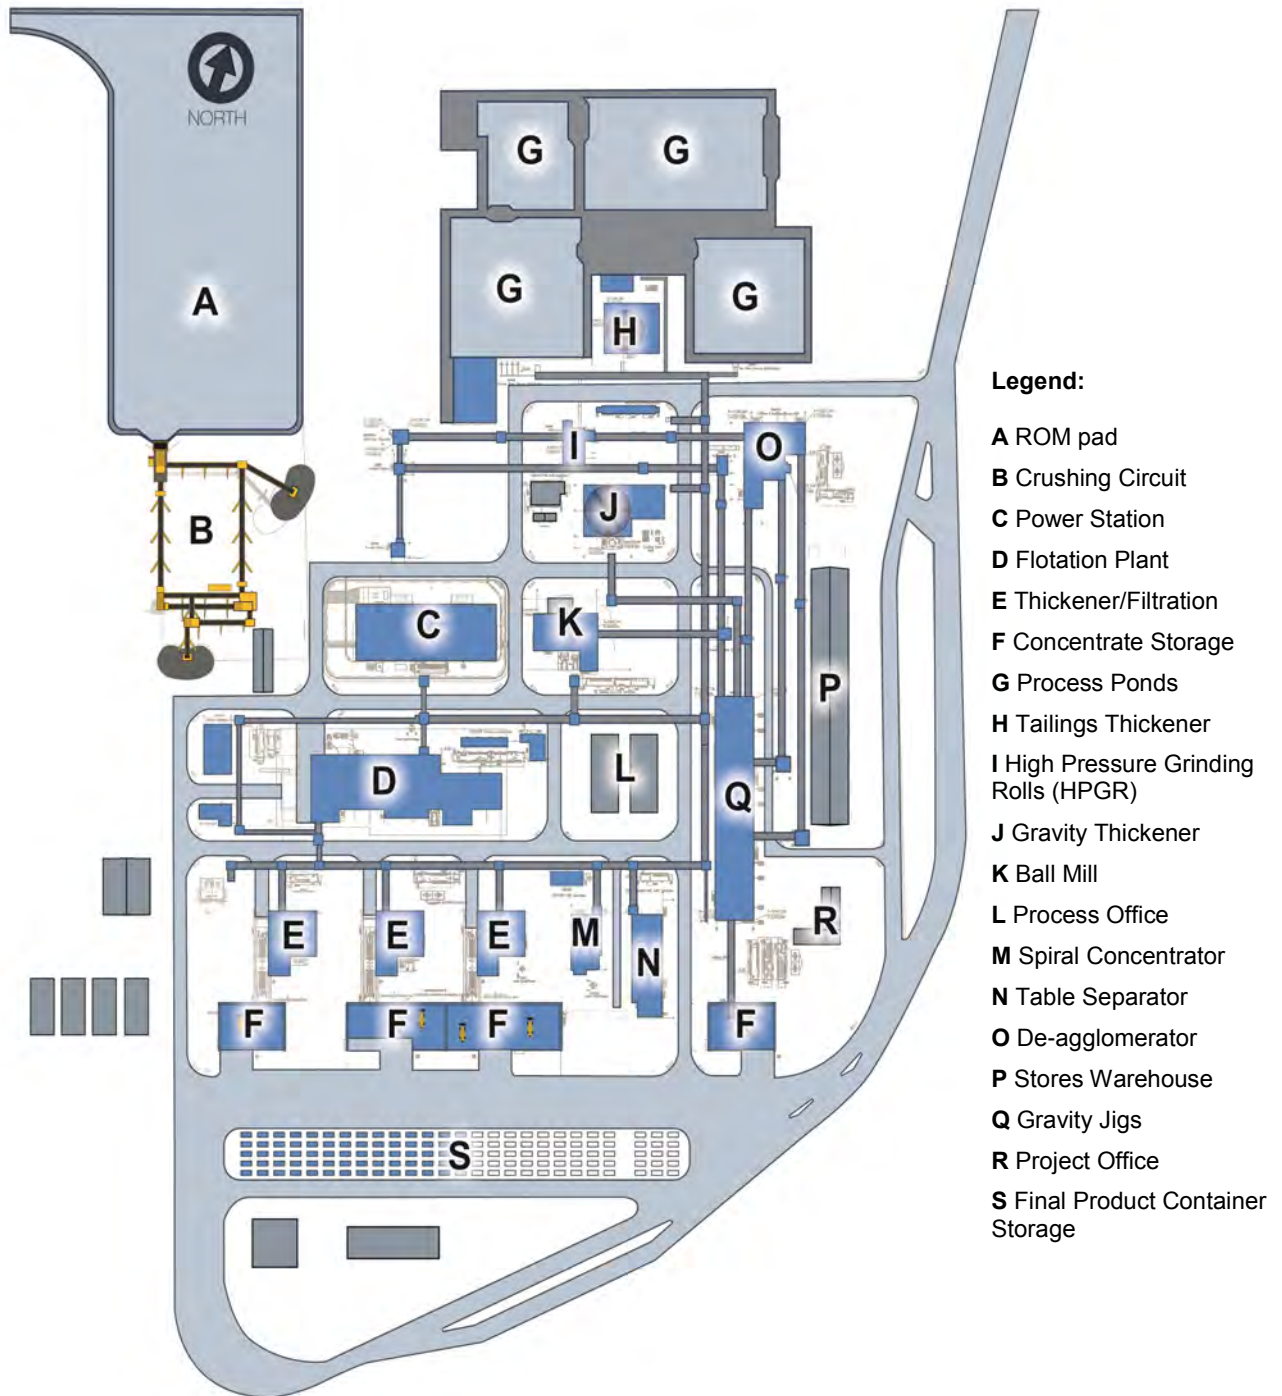 NORTH
G
G
G
G
A
H
I
O
J
B
C
K
P
D
L
Q
E
E
E
M
N
R
F
F
F
F
S
Legend:
A ROM pad
B Crushing Circuit
C Power Station
D Flotation Plant
E Thickener/Filtration
F Concentrate Storage
G Process Ponds
H Tailings Thickener
I High Pressure Grinding
Rolls (HPGR)
J Gravity Thickener
K Ball Mill
L Process Office
M Spiral Concentrator
N Table Separator
O De-agglomerator
P Stores Warehouse
Q Gravity Jigs
R Project Office
S Final Product Container
Storage